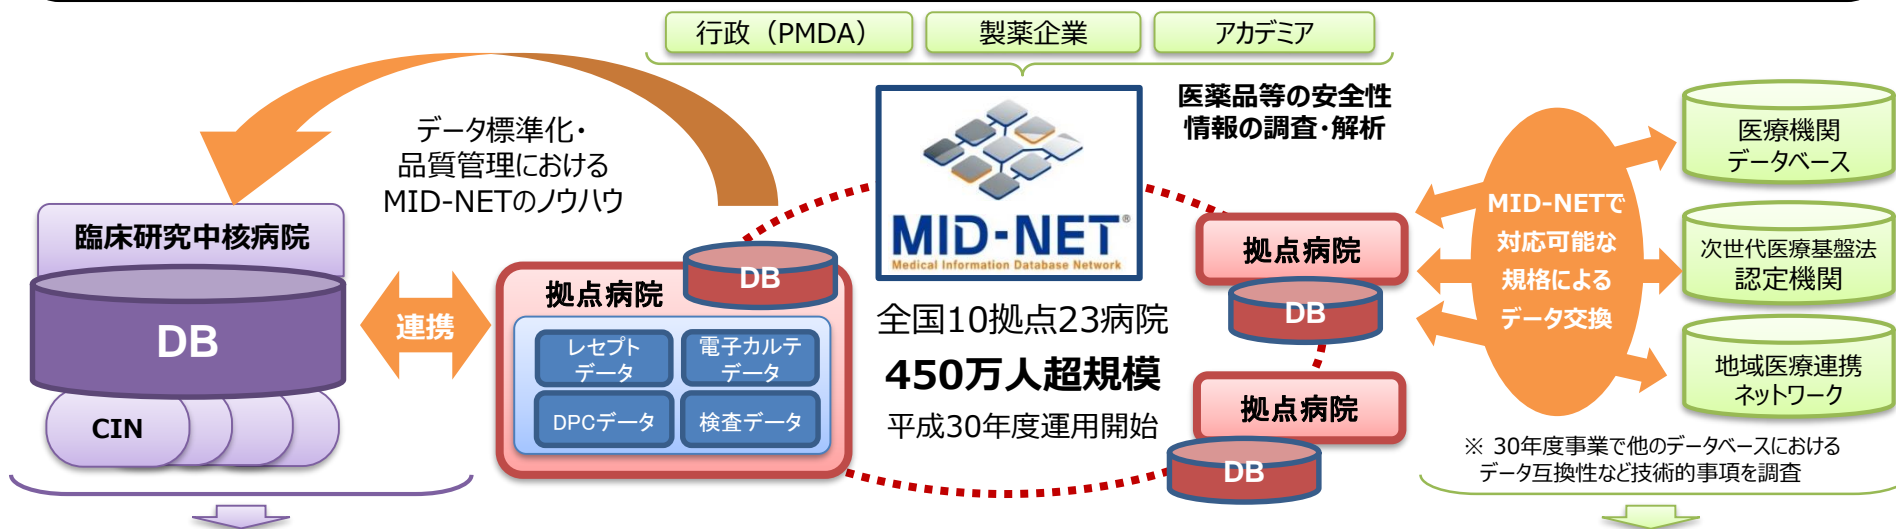 行政（PMDA）
製薬企業
アカデミア
医薬品等の安全性
情報の調査･解析
データ標準化・
品質管理における
MID-NETのノウハウ
MID-NET®
Medical Information Database Network
全国10拠点23病院
450万人超規模
平成30年度運用開始
臨床研究中核病院
DB
CIN
連携
拠点病院
DB
レセプト
データ
電子カルテ
データ
DPCデータ
検査データ
拠点病院
DB
拠点病院
DB
MID-NETで
対応可能な
規格による
データ交換
医療機関
データベース
次世代医療基盤法
認定機関
地域医療連携
ネットワーク
※ 30年度事業で他のデータベースにおける
データ互換性など技術的事項を調査